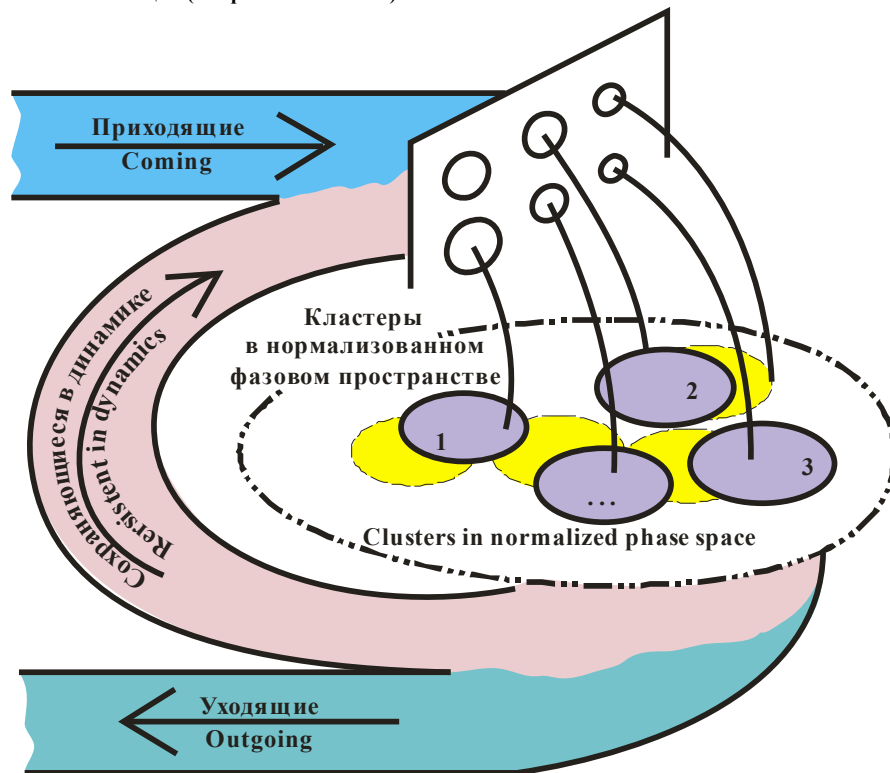 Приходящие
Coming
Кластеры
в нормализованном
фазовом пространстве
Сохраняющиеся в динамике
Rersistent in dynamics
1
2
3
...
Clusters in normalized phase space
Уходящие
Outgoing